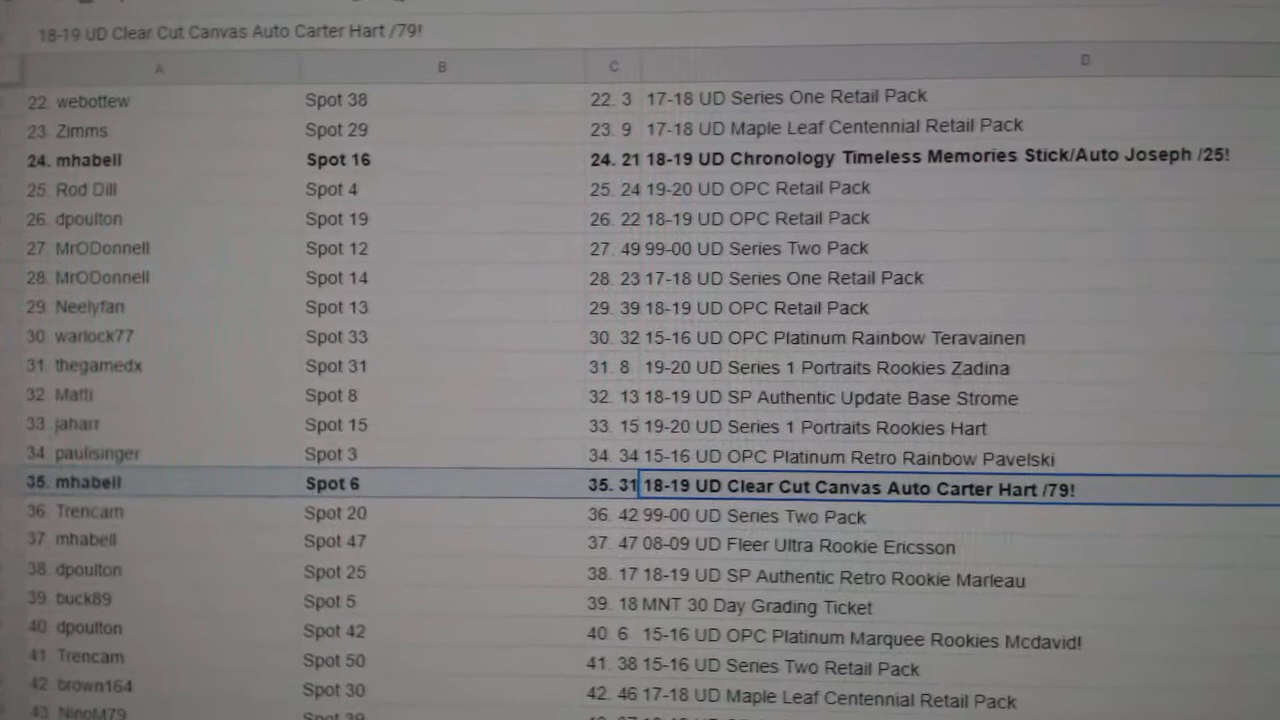 18-19 UD Clear Cut Canvas Auto Carter Hart /79!
A B C D
22. webottew Spot 38 22. 3 17-18 UD Series One Retail Pack
23. Zimms Spot 29 23. 9 17-18 UD Maple Leaf Centennial Retail Pack
24. mhabell Spot 16 24. 21 18-19 UD Chronology Timeless Memories Stick/Auto Joseph /25!
25. Rod Dill Spot 4 25. 24 19-20 UD OPC Retail Pack
26. dpoulton Spot 19 26. 22 18-19 UD OPC Retail Pack
27. MrODonnell Spot 12 27. 49 99-00 UD Series Two Pack
28. MrODonnell Spot 14 28. 23 17-18 UD Series One Retail Pack
29. Neelyfan Spot 13 29. 39 18-19 UD OPC Retail Pack
30. warlock77 Spot 33 30. 32 15-16 UD OPC Platinum Rainbow Teravainen
31. thegamedx Spot 31 31. 8 19-20 UD Series 1 Portraits Rookies Zadina
32. Matti Spot 8 32. 13 18-19 UD SP Authentic Update Base Strome
33. jaharr Spot 15 33. 15 19-20 UD Series 1 Portraits Rookies Hart
34. paulisinger Spot 3 34. 34 15-16 UD OPC Platinum Retro Rainbow Pavelski
35. mhabell Spot 6 35. 31 18-19 UD Clear Cut Canvas Auto Carter Hart /79!
36. Trencam Spot 20 36. 42 99-00 UD Series Two Pack
37. mhabell Spot 47 37. 47 08-09 UD Fleer Ultra Rookie Ericsson
38. dpoulton Spot 25 38. 17 18-19 UD SP Authentic Retro Rookie Marleau
39. buck89 Spot 5 39. 18 MNT 30 Day Grading Ticket
40. dpoulton Spot 42 40. 6 15-16 UD OPC Platinum Marquee Rookies Mcdavid!
41. Trencam Spot 50 41. 38 15-16 UD Series Two Retail Pack
42. brown164 Spot 30 42. 46 17-18 UD Maple Leaf Centennial Retail Pack
43. NinoM79 Spot 39